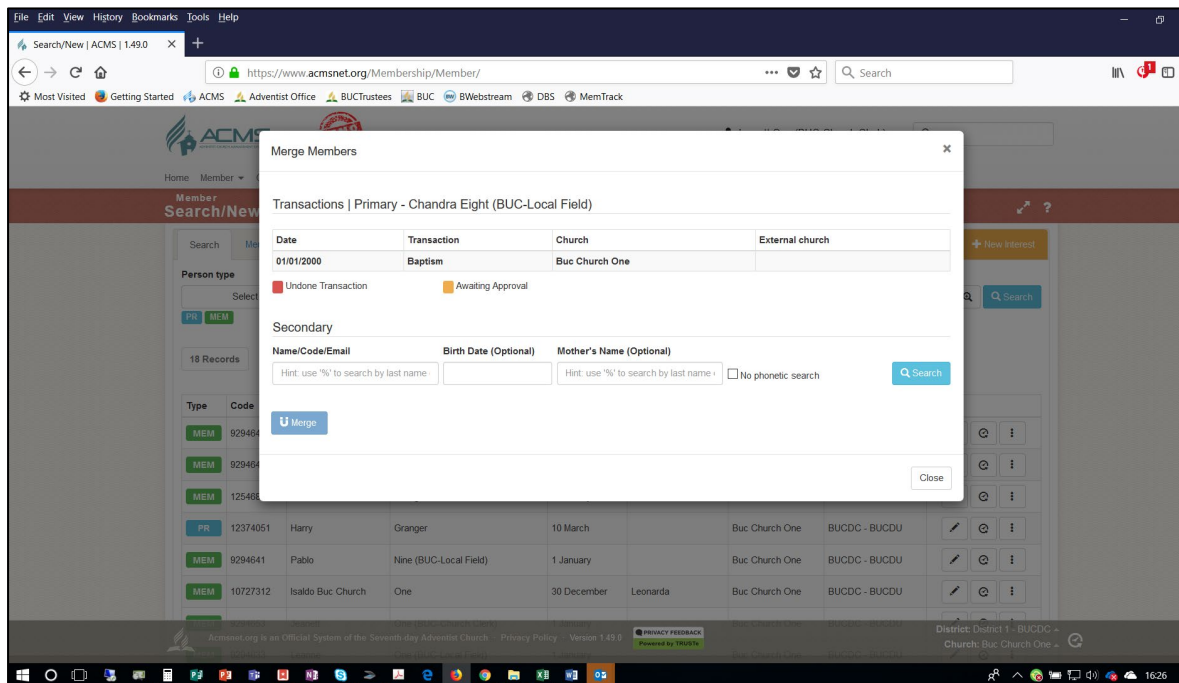 File Edit View History Bookmarks Tools Help
Search/New | ACMS | 1.49.0
https://www.acmsnet.org/Membership/Member/
Search
Most Visited Getting Started ACMS Adventist Office BUCTrustees BUC BWebstream DBS MemTrack
ACMS
Home Member
Member
Search/New
Merge Members
Transactions | Primary - Chandra Eight (BUC-Local Field)
Date Transaction Church External church
01/01/2000 Baptism Buc Church One
Undone Transaction Awaiting Approval
Secondary
Name/Code/Email Birth Date (Optional) Mother's Name (Optional)
Hint: use '%' to search by last name Hint: use '%' to search by last name No phonetic search Search
Merge
Close
Search
New Interest
Person type
Select
Search
PR MEM
18 Records
Type Code
MEM 929464
MEM 929464
MEM 12546
PR 12374051 Harry Granger 10 March Buc Church One BUCDC - BUCDU
MEM 9294641 Pablo Nine (BUC-Local Field) 1 January Buc Church One BUCDC - BUCDU
MEM 10727312 Isaldo Buc Church One 30 December Leonarda Buc Church One BUCDC - BUCDU
Acmsnet.org is an Official System of the Seventh-day Adventist Church - Privacy Policy - Version 1.49.0
PRIVACY FEEDBACK
Powered by TRUSTe
District: District 1 - BUCDC
Church: Buc Church One
16:26